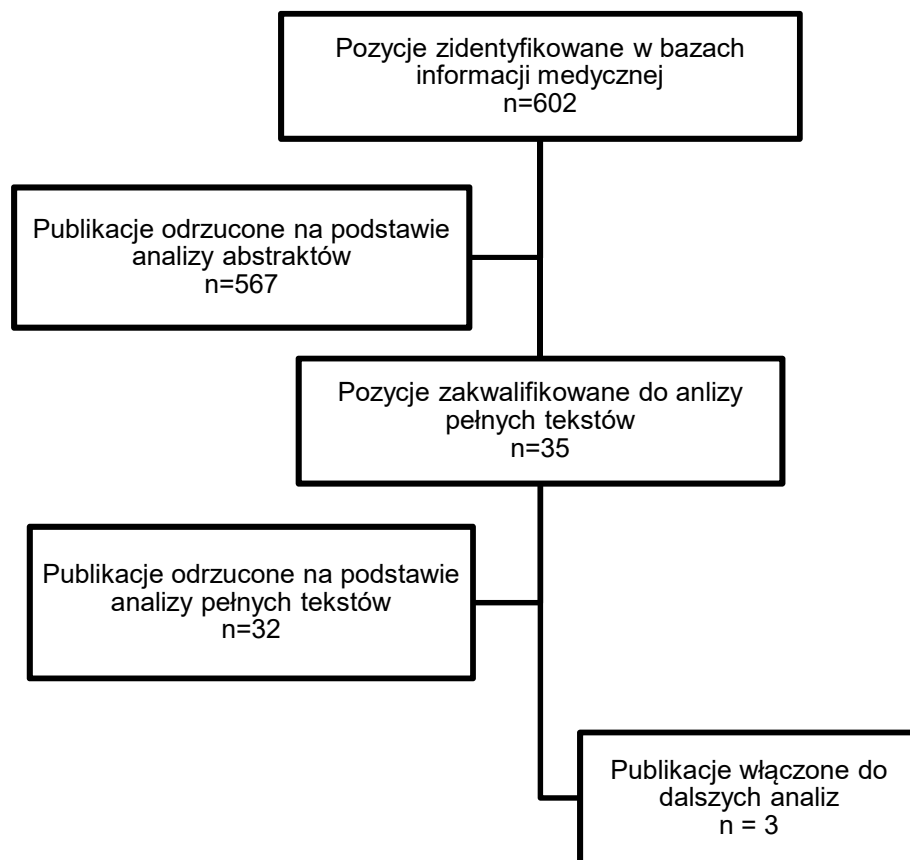 Pozycje zidentyfikowane w bazach
informacji medycznej
n=602
Publikacje odrzucone na podstawie
analizy abstraktów
n=567
Pozycje zakwalifikowane do anlizy
pełnych tekstów
n=35
Publikacje odrzucone na podstawie
analizy pełnych tekstów
n=32
Publikacje włączone do
dalszych analiz
n = 3